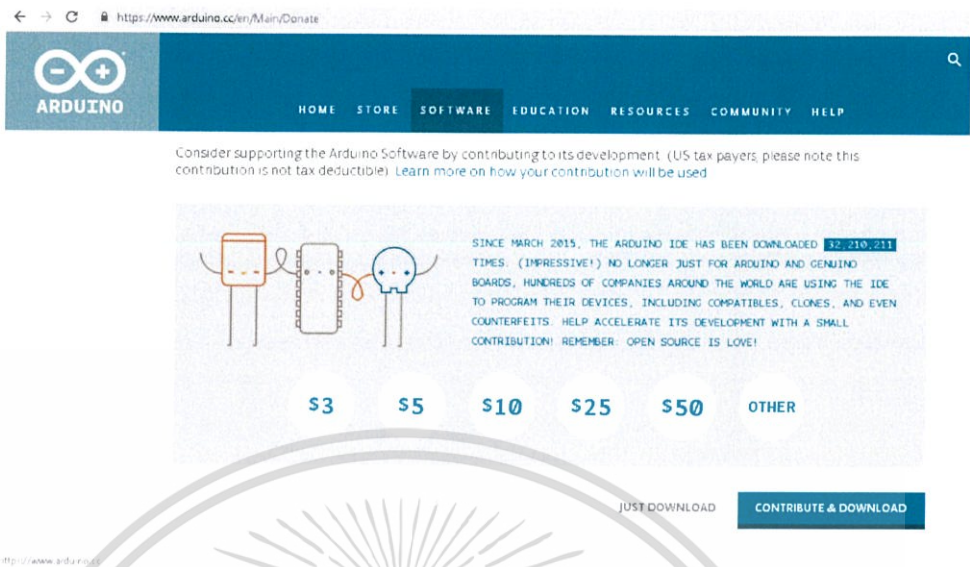 https://www.arduino.cc/en/Main/Donate
ARDUINO
HOME STORE SOFTWARE EDUCATION RESOURCES COMMUNITY HELP
Consider supporting the Arduino Software by contributing to its development. (US tax payers, please note this
contribution is not tax deductible). Learn more on how your contribution will be used.
SINCE MARCH 2015, THE ARDUINO IDE HAS BEEN DOWNLOADED 32,210,211
TIMES. (IMPRESSIVE!) NO LONGER JUST FOR ARDUINO AND GENUINO
BOARDS, HUNDREDS OF COMPANIES AROUND THE WORLD ARE USING THE IDE
TO PROGRAM THEIR DEVICES, INCLUDING COMPATIBLES, CLONES, AND EVEN
COUNTERFEITS. HELP ACCELERATE ITS DEVELOPMENT WITH A SMALL
CONTRIBUTION! REMEMBER: OPEN SOURCE IS LOVE!
$3 $5 $10 $25 $50 OTHER
JUST DOWNLOAD CONTRIBUTE & DOWNLOAD
https://www.arduino.cc